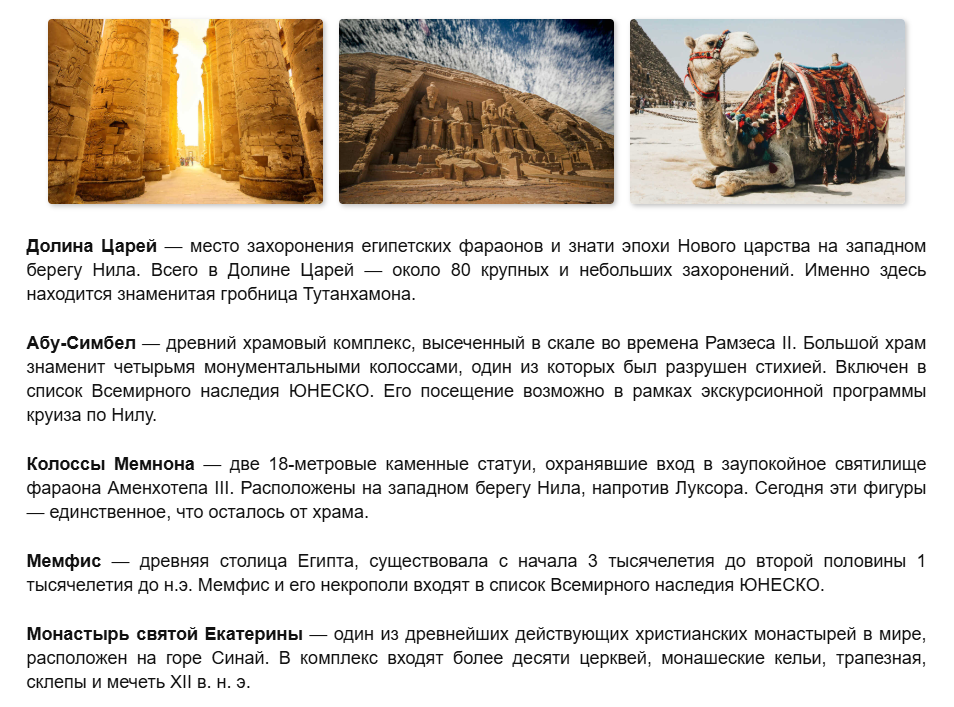 Долина Царей — место захоронения египетских фараонов и знати эпохи Нового царства на западном
берегу Нила. Всего в Долине Царей — около 80 крупных и небольших захоронений. Именно здесь
находится знаменитая гробница Тутанхамона.
Абу-Симбел — древний храмовый комплекс, высеченный в скале во времена Рамзеса II. Большой храм
знаменит четырьмя монументальными колоссами, один из которых был разрушен стихией. Включен в
список Всемирного наследия ЮНЕСКО. Его посещение возможно в рамках экскурсионной программы
круиза по Нилу.
Колоссы Мемнона — две 18-метровые каменные статуи, охранявшие вход в заупокойное святилище
фараона Аменхотепа III. Расположены на западном берегу Нила, напротив Луксора. Сегодня эти фигуры
— единственное, что осталось от храма.
Мемфис — древняя столица Египта, существовала с начала 3 тысячелетия до второй половины 1
тысячелетия до н.э. Мемфис и его некрополи входят в список Всемирного наследия ЮНЕСКО.
Монастырь святой Екатерины — один из древнейших действующих христианских монастырей в мире,
расположен на горе Синай. В комплекс входят более десяти церквей, монашеские кельи, трапезная,
склепы и мечеть XII в. н. э.